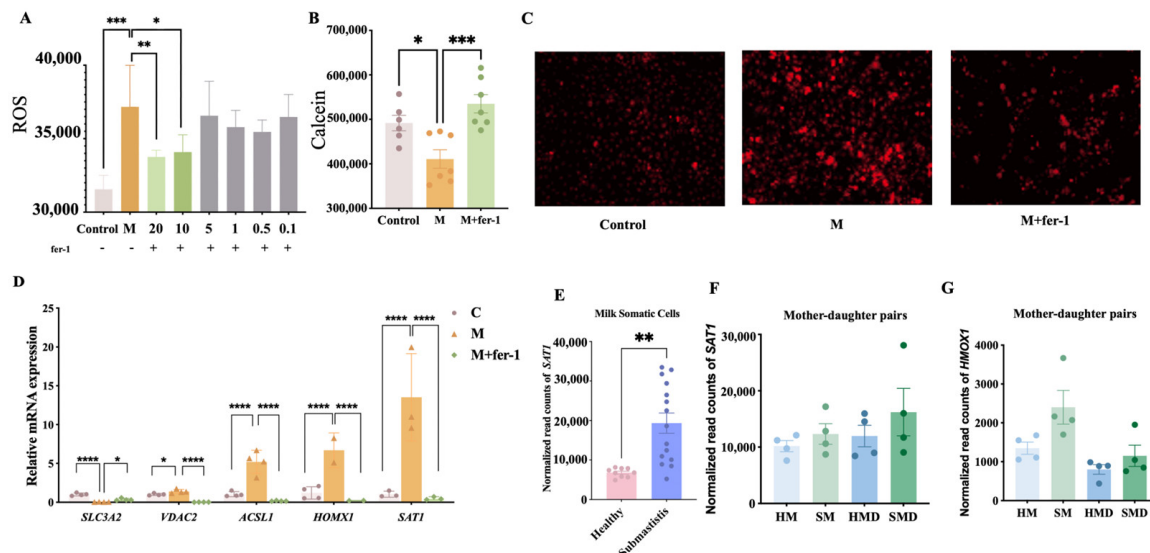 A
ROS
40,000
35,000
30,000
*** *
**
Control M 20 10 5 1 0.5 0.1
fer-1 - - + + + + + +
B
Calcein
700,000
600,000
500,000
400,000
300,000
* ***
Control M M+fer-1
C
Control M M+fer-1
D
Relative mRNA expression
25
20
15
10
5
0
**** * * **** **** **** **** **** **** ****
C
M
M+fer-1
SLC3A2 VDAC2 ACSL1 HOMX1 SAT1
E
Milk Somatic Cells
Normalized read counts of SAT1
40,000
30,000
20,000
10,000
0
**
Healthy
Submastistis
F
Mother-daughter pairs
Normalized read counts of SAT1
30,000
20,000
10,000
0
HM SM HMD SMD
G
Mother-daughter pairs
Normalized read counts of HMOX1
4000
3000
2000
1000
0
HM SM HMD SMD